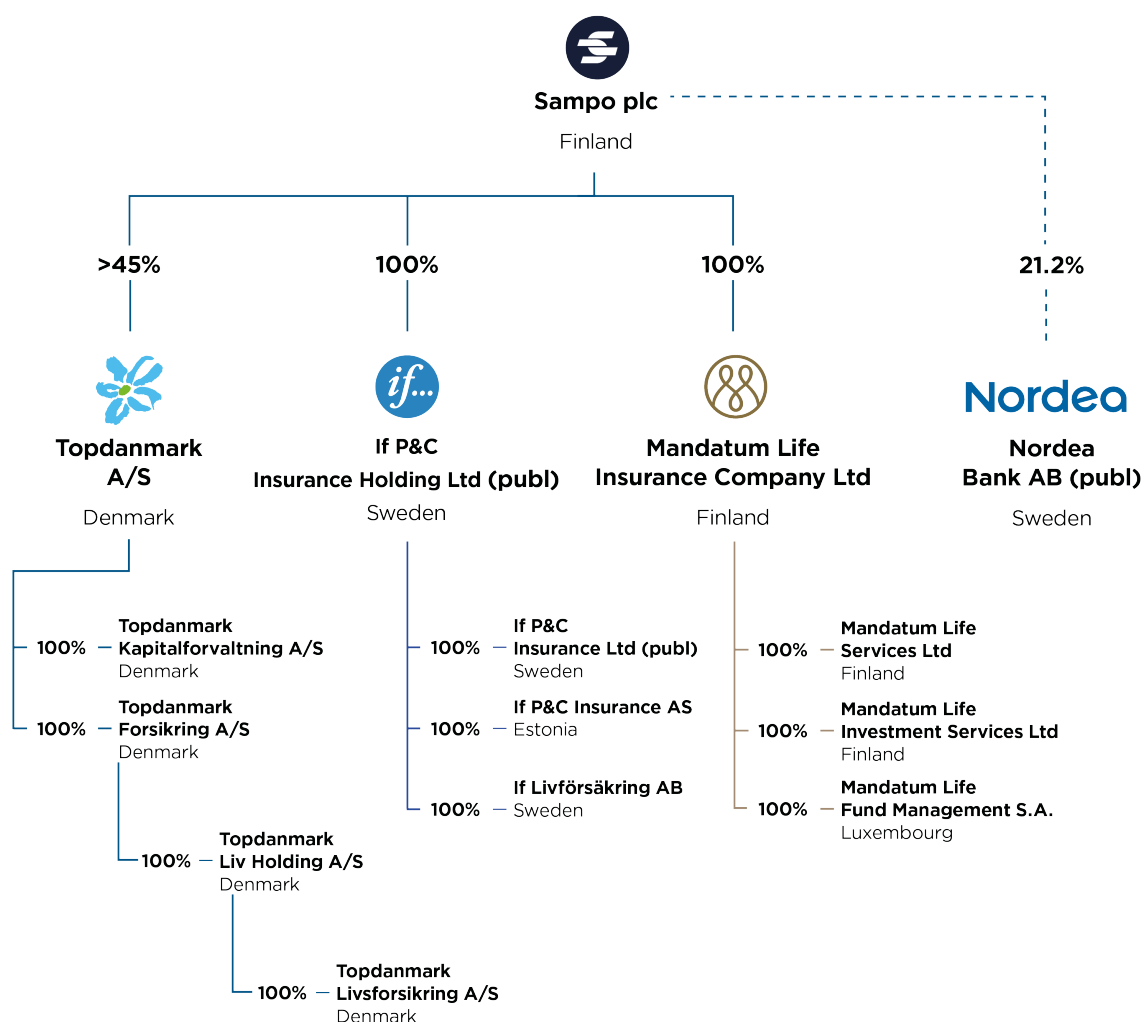 Sampo plc
Finland
>45%
100%
100%
21.2%
if...
Nordea
Topdanmark
A/S
Denmark
If P&C
Insurance Holding Ltd (publ)
Sweden
Mandatum Life
Insurance Company Ltd
Finland
Nordea
Bank AB (publ)
Sweden
100%
Topdanmark
Kapitalforvaltning A/S
Denmark
100%
Topdanmark
Forsikring A/S
Denmark
100%
Topdanmark
Liv Holding A/S
Denmark
100%
Topdanmark
Livsforsikring A/S
Denmark
100%
If P&C
Insurance Ltd (publ)
Sweden
100%
If P&C Insurance AS
Estonia
100%
If Livförsäkring AB
Sweden
100%
Mandatum Life
Services Ltd
Finland
100%
Mandatum Life
Investment Services Ltd
Finland
100%
Mandatum Life
Fund Management S.A.
Luxembourg